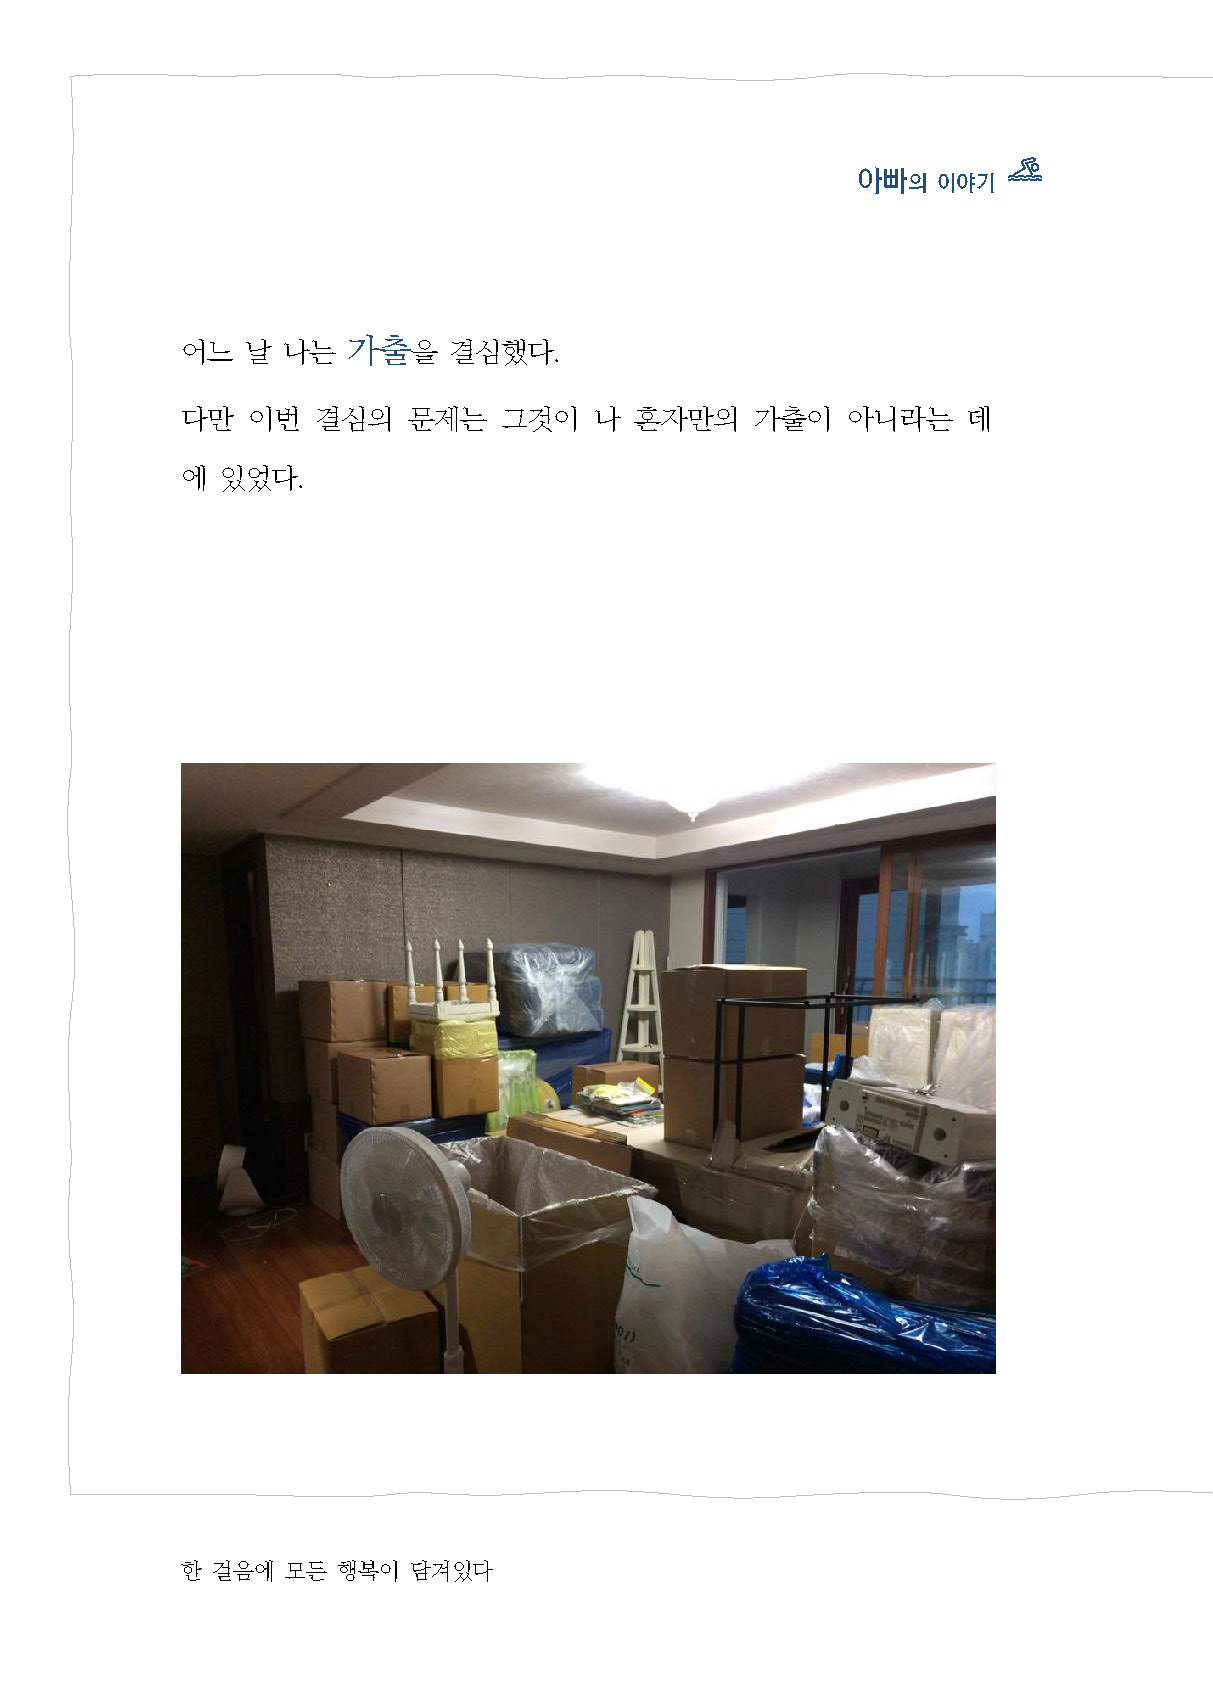 아빠의 이야기
어느 날 나는 가출을 결심했다.
다만 이번 결심의 문제는 그것이 나 혼자만의 가출이 아니라는 데
에 있었다.
한 걸음에 모든 행복이 담겨있다